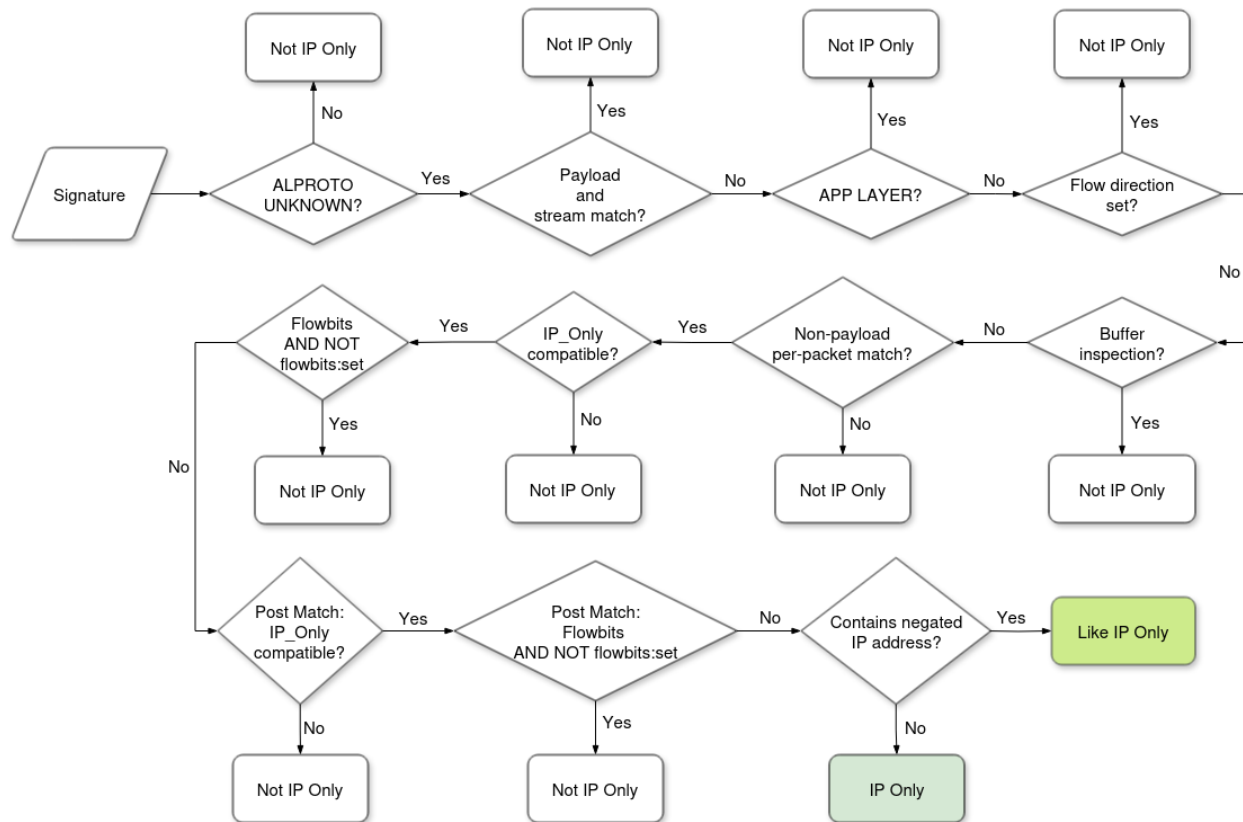 Not IP Only
Not IP Only
Not IP Only
Not IP Only
No
Yes
Yes
Yes
Signature
ALPROTO
UNKNOWN?
Yes
Payload
and
stream match?
No
APP LAYER?
No
Flow direction
set?
No
Buffer
inspection?
No
Non-payload
per-packet match?
Yes
IP_Only
compatible?
Yes
Flowbits
AND NOT
flowbits:set
Yes
No
No
Yes
No
Not IP Only
Not IP Only
Not IP Only
Not IP Only
Post Match:
IP_Only
compatible?
Yes
Post Match:
Flowbits
AND NOT flowbits:set
No
Contains negated
IP address?
Yes
Like IP Only
No
Yes
No
Not IP Only
Not IP Only
IP Only